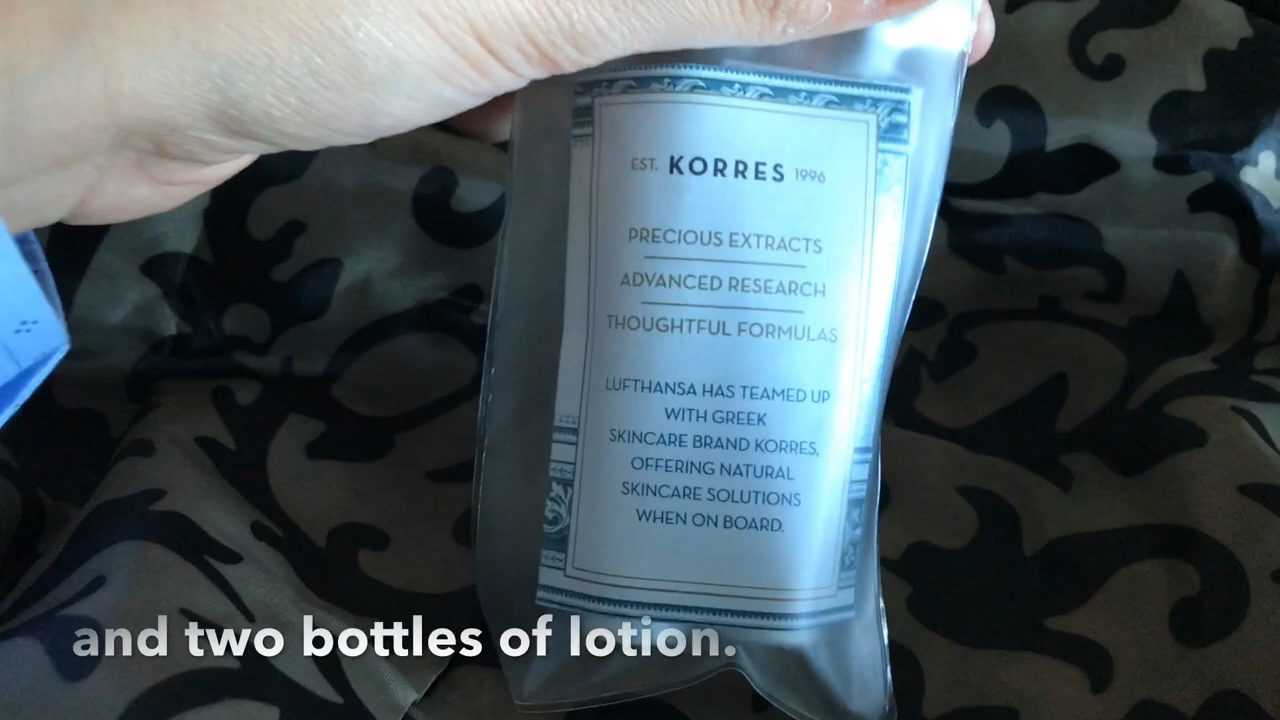 EST. KORRES 1996
PRECIOUS EXTRACTS
ADVANCED RESEARCH
THOUGHTFUL FORMULAS
LUFTHANSA HAS TEAMED UP
WITH GREEK
SKINCARE BRAND KORRES,
OFFERING NATURAL
SKINCARE SOLUTIONS
WHEN ON BOARD.
and two bottles of lotion.